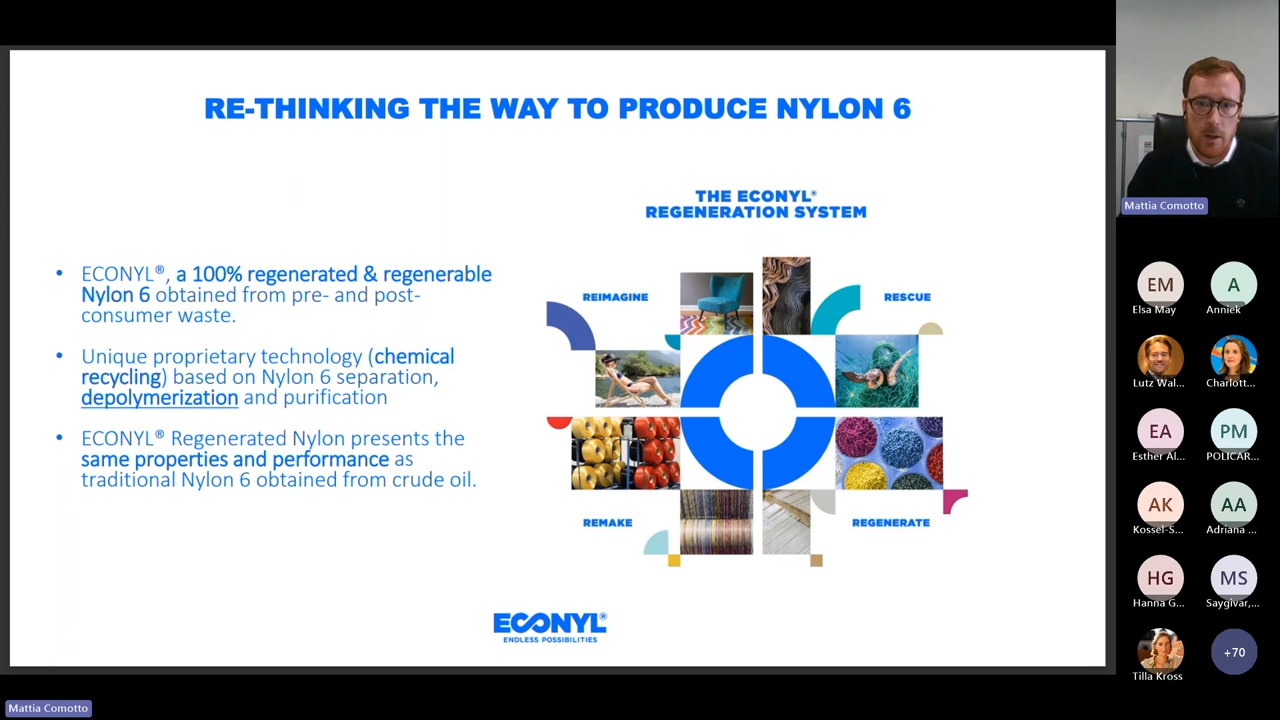 RE-THINKING THE WAY TO PRODUCE NYLON 6
THE ECONYL®
REGENERATION SYSTEM
• ECONYL®, a 100% regenerated & regenerable
Nylon 6 obtained from pre- and post-
consumer waste.
• Unique proprietary technology (chemical
recycling) based on Nylon 6 separation,
depolymerization and purification
• ECONYL® Regenerated Nylon presents the
same properties and performance as
traditional Nylon 6 obtained from crude oil.
REIMAGINE
RESCUE
REMAKE
REGENERATE
ECONYL®
ENDLESS POSSIBILITIES
Mattia Comotto
EM
A
Elsa May
Anniek
Lutz Wal...
Charlott...
EA
PM
Esther Al...
POLICAR...
AK
AA
Kossel-S...
Adriana ...
HG
MS
Hanna G...
Saygivar,...
+70
Tilla Kross
Mattia Comotto